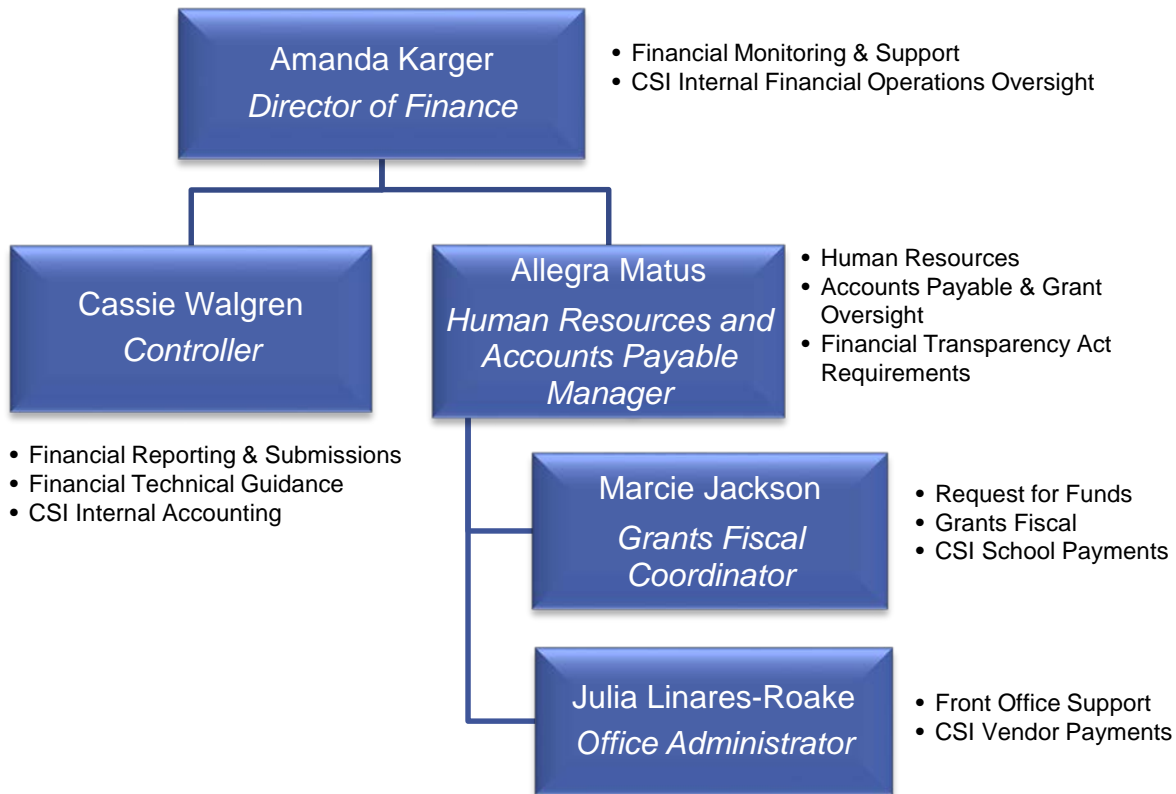 Amanda Karger
Director of Finance
• Financial Monitoring & Support
• CSI Internal Financial Operations Oversight
Cassie Walgren
Controller
• Financial Reporting & Submissions
• Financial Technical Guidance
• CSI Internal Accounting
Allegra Matus
Human Resources and
Accounts Payable
Manager
• Human Resources
• Accounts Payable & Grant
Oversight
• Financial Transparency Act
Requirements
Marcie Jackson
Grants Fiscal
Coordinator
• Request for Funds
• Grants Fiscal
• CSI School Payments
Julia Linares-Roake
Office Administrator
• Front Office Support
• CSI Vendor Payments